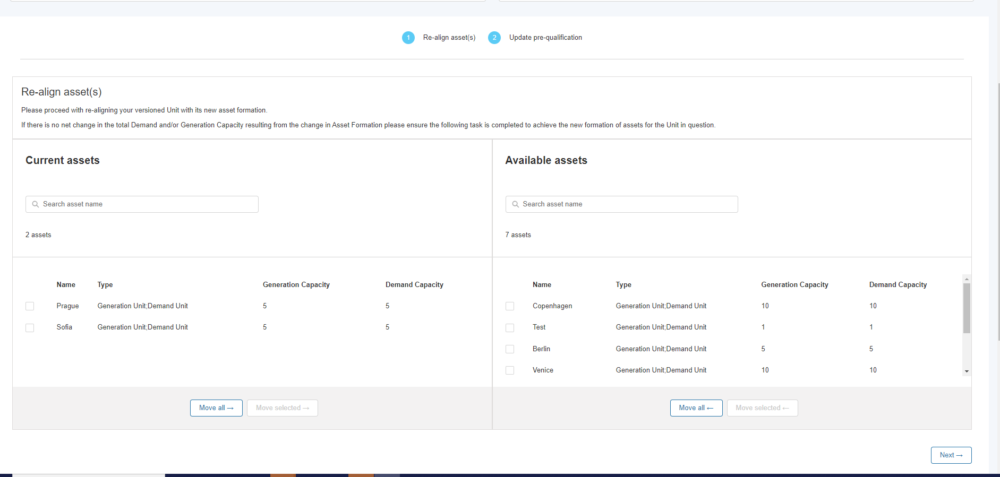 1 Re-align asset(s) 2 Update pre-qualification
Re-align asset(s)
Please proceed with re-aligning your versioned Unit with its new asset formation.
If there is no net change in the total Demand and/or Generation Capacity resulting from the change in Asset Formation please ensure the following task is completed to achieve the new formation of assets for the Unit in question.
Current assets
Search asset name
2 assets
Name Type Generation Capacity Demand Capacity
Prague Generation Unit;Demand Unit 5 5
Sofia Generation Unit;Demand Unit 5 5
Move all → Move selected →
Available assets
Search asset name
7 assets
Name Type Generation Capacity Demand Capacity
Copenhagen Generation Unit;Demand Unit 10 10
Test Generation Unit;Demand Unit 1 1
Berlin Generation Unit;Demand Unit 5 5
Venice Generation Unit;Demand Unit 10 10
Move all ← Move selected ←
Next →